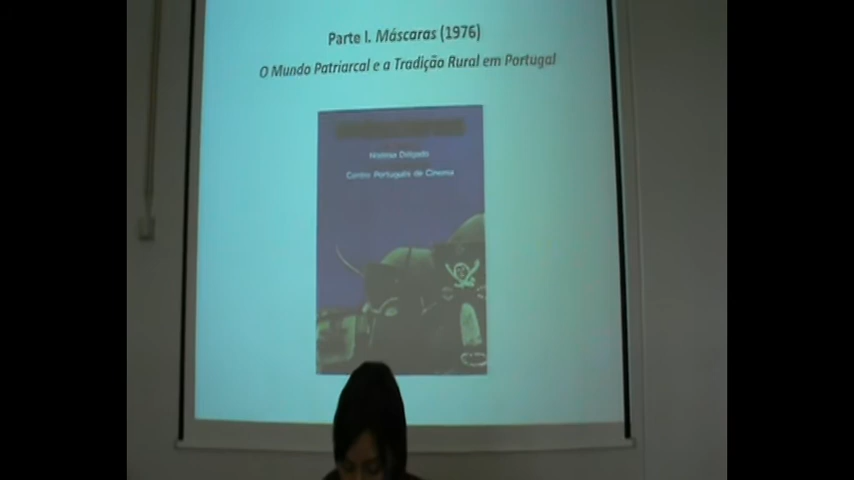 Parte I. Máscaras (1976)
O Mundo Patriarcal e a Tradição Rural em Portugal
Noémia Delgado
Centro Português de Cinema